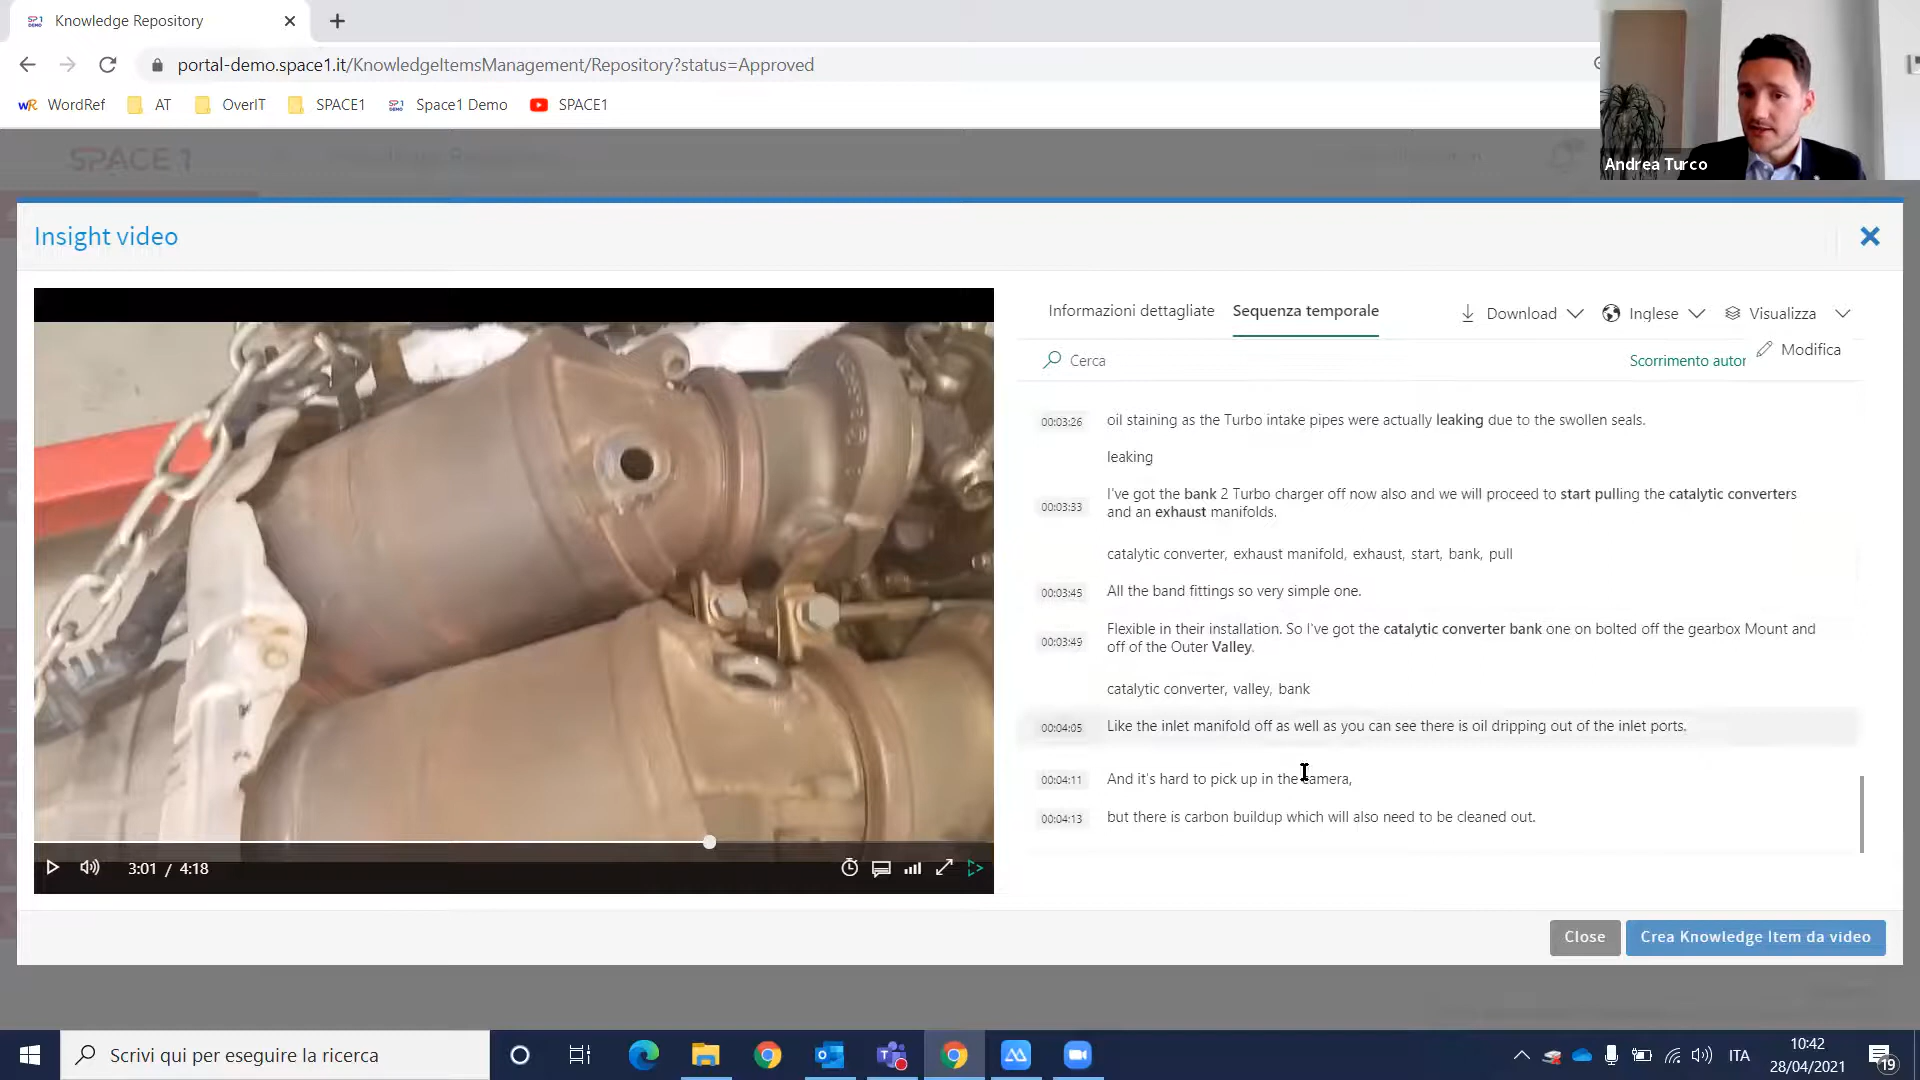 Knowledge Repository
portal-demo.space1.it/KnowledgeItemsManagement/Repository?status=Approved
WordRef
AT
OverIT
SPACE1
Space1 Demo
SPACE1
Andrea Turco
SPACE1
Insight video
Informazioni dettagliate
Sequenza temporale
Download
Inglese
Visualizza
Modifica
Cerca
Scorrimento autor
00:03:26
oil staining as the Turbo intake pipes were actually leaking due to the swollen seals.
leaking
00:03:33
I've got the bank 2 Turbo charger off now also and we will proceed to start pulling the catalytic converters
and an exhaust manifolds.
catalytic converter, exhaust manifold, exhaust, start, bank, pull
00:03:45
All the band fittings so very simple one.
00:03:49
Flexible in their installation. So I've got the catalytic converter bank one on bolted off the gearbox Mount and
off of the Outer Valley.
catalytic converter, valley, bank
00:04:05
Like the inlet manifold off as well as you can see there is oil dripping out of the inlet ports.
00:04:11
And it's hard to pick up in the camera,
00:04:13
but there is carbon buildup which will also need to be cleaned out.
3:01 / 4:18
Close
Crea Knowledge Item da video
Scrivi qui per eseguire la ricerca
ITA
10:42
28/04/2021
19